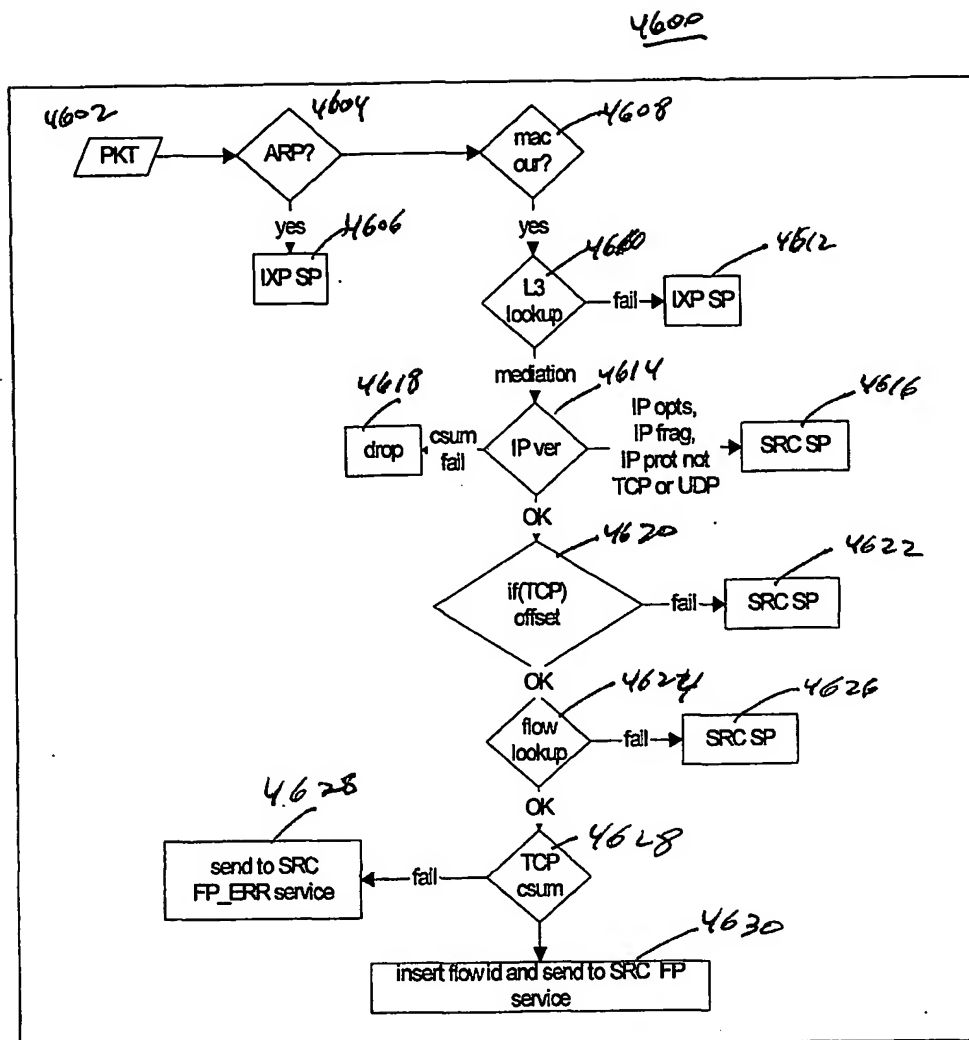 4600
4602
4604
4608
PKT
ARP?
mac
our?
yes
4606
yes
4612
IXP SP
L3
lookup
fail
IXP SP
mediation
4614
4618
4616
drop
csum
fail
IP ver
IP opts,
IP frag,
IP prot not
TCP or UDP
SRC SP
OK
4620
4622
if(TCP)
offset
fail
SRC SP
OK
4624
4626
flow
lookup
fail
SRC SP
4.628
OK
4628
send to SRC
FP_ERR service
fail
TCP
csum
4630
insert flow id and send to SRC FP
service